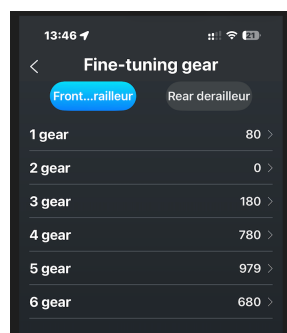 13:46
21
Fine-tuning gear
Front...railleur Rear derailleur
1 gear 80
2 gear 0
3 gear 180
4 gear 780
5 gear 979
6 gear 680